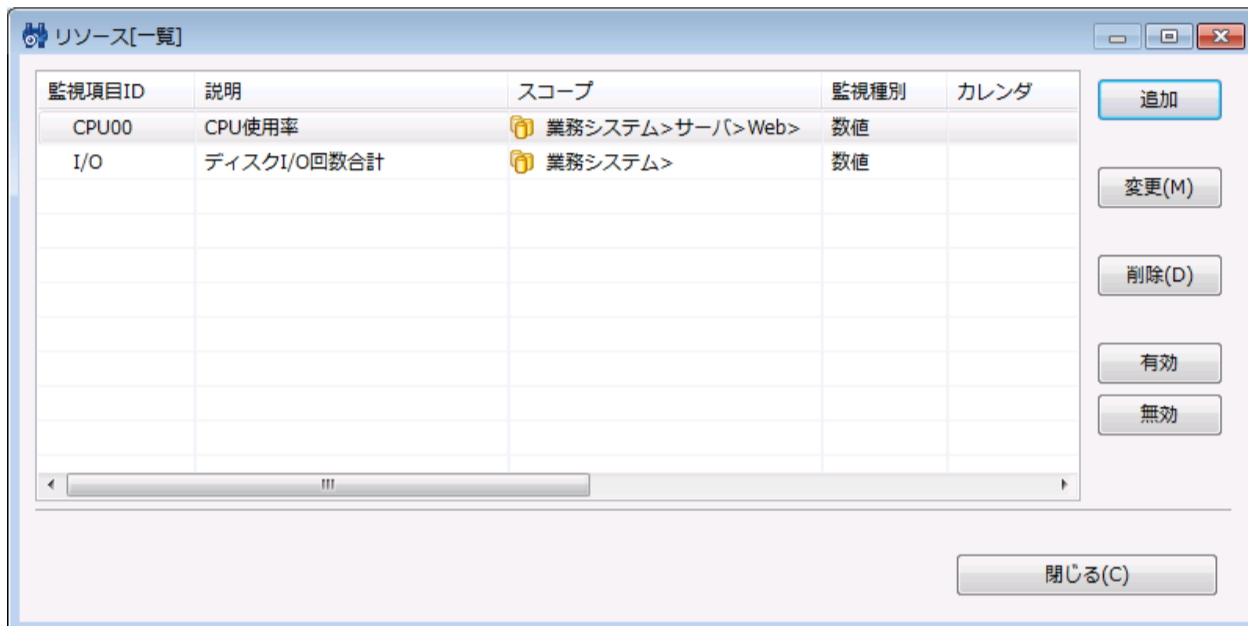 リソース[一覧]
監視項目ID 説明 スコープ 監視種別 カレンダ
CPU00 CPU使用率 業務システム>サーバ>Web> 数値
I/O ディスクI/O回数合計 業務システム> 数値
追加
変更(M)
削除(D)
有効
無効
閉じる(C)